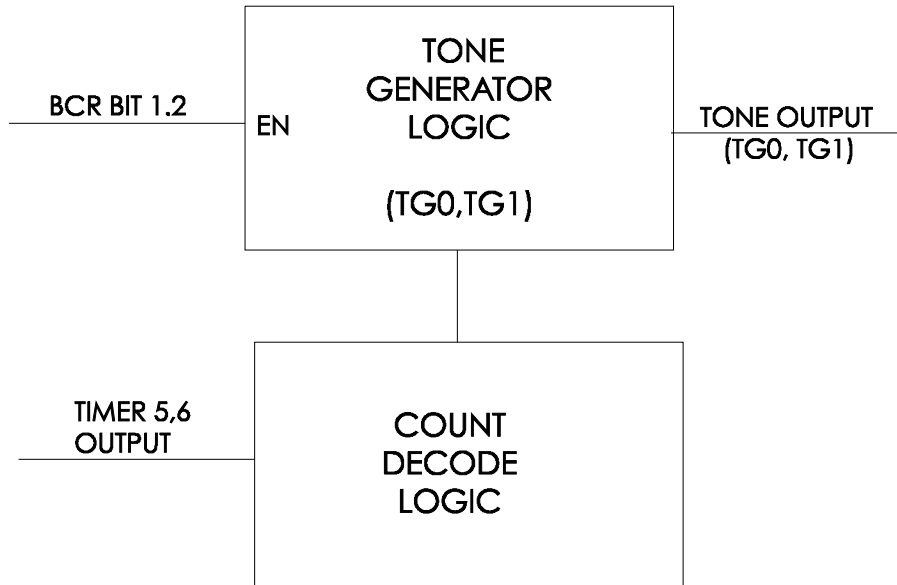 TONE
GENERATOR
LOGIC
(TG0,TG1)
BCR BIT 1.2
EN
TONE OUTPUT
(TG0, TG1)
TIMER 5,6
OUTPUT
COUNT
DECODE
LOGIC